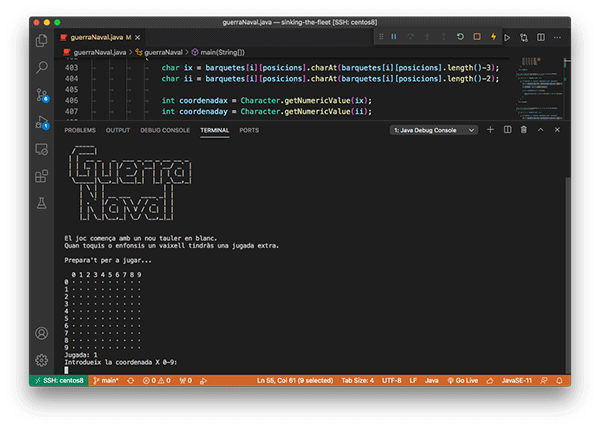 guerraNaval.java — sinking-the-fleet [SSH: centos8]
guerraNaval.java M
guerraNaval.java > guerraNaval > main(String[])
403 char ix = barquetes[i][posicions].charAt(barquetes[i][posicions].length()-3);
404 char ii = barquetes[i][posicions].charAt(barquetes[i][posicions].length()-2);
405
406 int coordenadax = Character.getNumericValue(ix);
407 int coordenaday = Character.getNumericValue(ii);
PROBLEMS OUTPUT DEBUG CONSOLE TERMINAL PORTS 1: Java Debug Console
Guerra
Naval
El joc comença amb un nou tauler en blanc.
Quan toquis o enfonsis un vaixell tindràs una jugada extra.
Prepara't per a jugar...
0 1 2 3 4 5 6 7 8 9
0 · · · · · · · · · ·
1 · · · · · · · · · ·
2 · · · · · · · · · ·
3 · · · · · · · · · ·
4 · · · · · · · · · ·
5 · · · · · · · · · ·
6 · · · · · · · · · ·
7 · · · · · · · · · ·
8 · · · · · · · · · ·
9 · · · · · · · · · ·
Jugada: 1
Introdueix la coordenada X 0~9:
SSH: centos8 main* 0 0 0 Ln 55, Col 61 (9 selected) Tab Size: 4 UTF-8 LF Java Go Live JavaSE-11